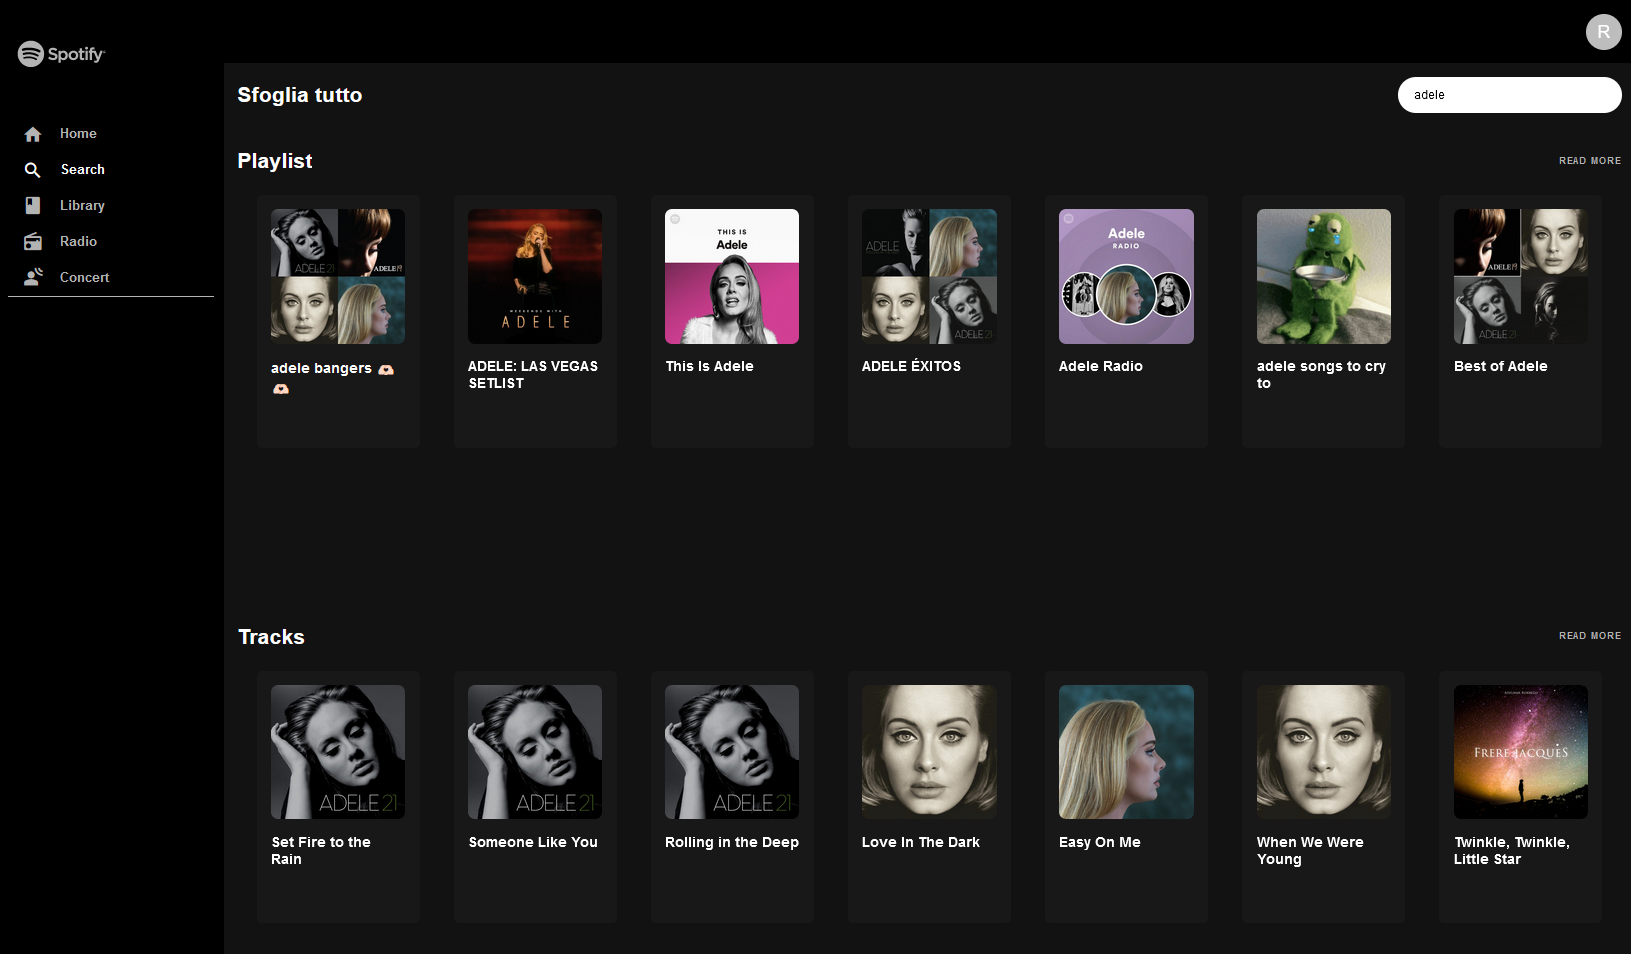 R
Spotify
Home
Search
Library
Radio
Concert
Sfoglia tutto
adele
Playlist
READ MORE
ADELE 21
ADELE 19
adele bangers 🫶🏻
🫶🏻
WEEKENDS WITH
ADELE
ADELE: LAS VEGAS
SETLIST
THIS IS
Adele
This Is Adele
ADELE
ADELE 21
ADELE ÉXITOS
Adele
RADIO
Adele Radio
adele songs to cry
to
ADELE 19
ADELE 21
Best of Adele
Tracks
READ MORE
ADELE 21
Set Fire to the
Rain
ADELE 21
Someone Like You
ADELE 21
Rolling in the Deep
Love In The Dark
Easy On Me
When We Were
Young
FRERE JACQUES
Twinkle, Twinkle,
Little Star